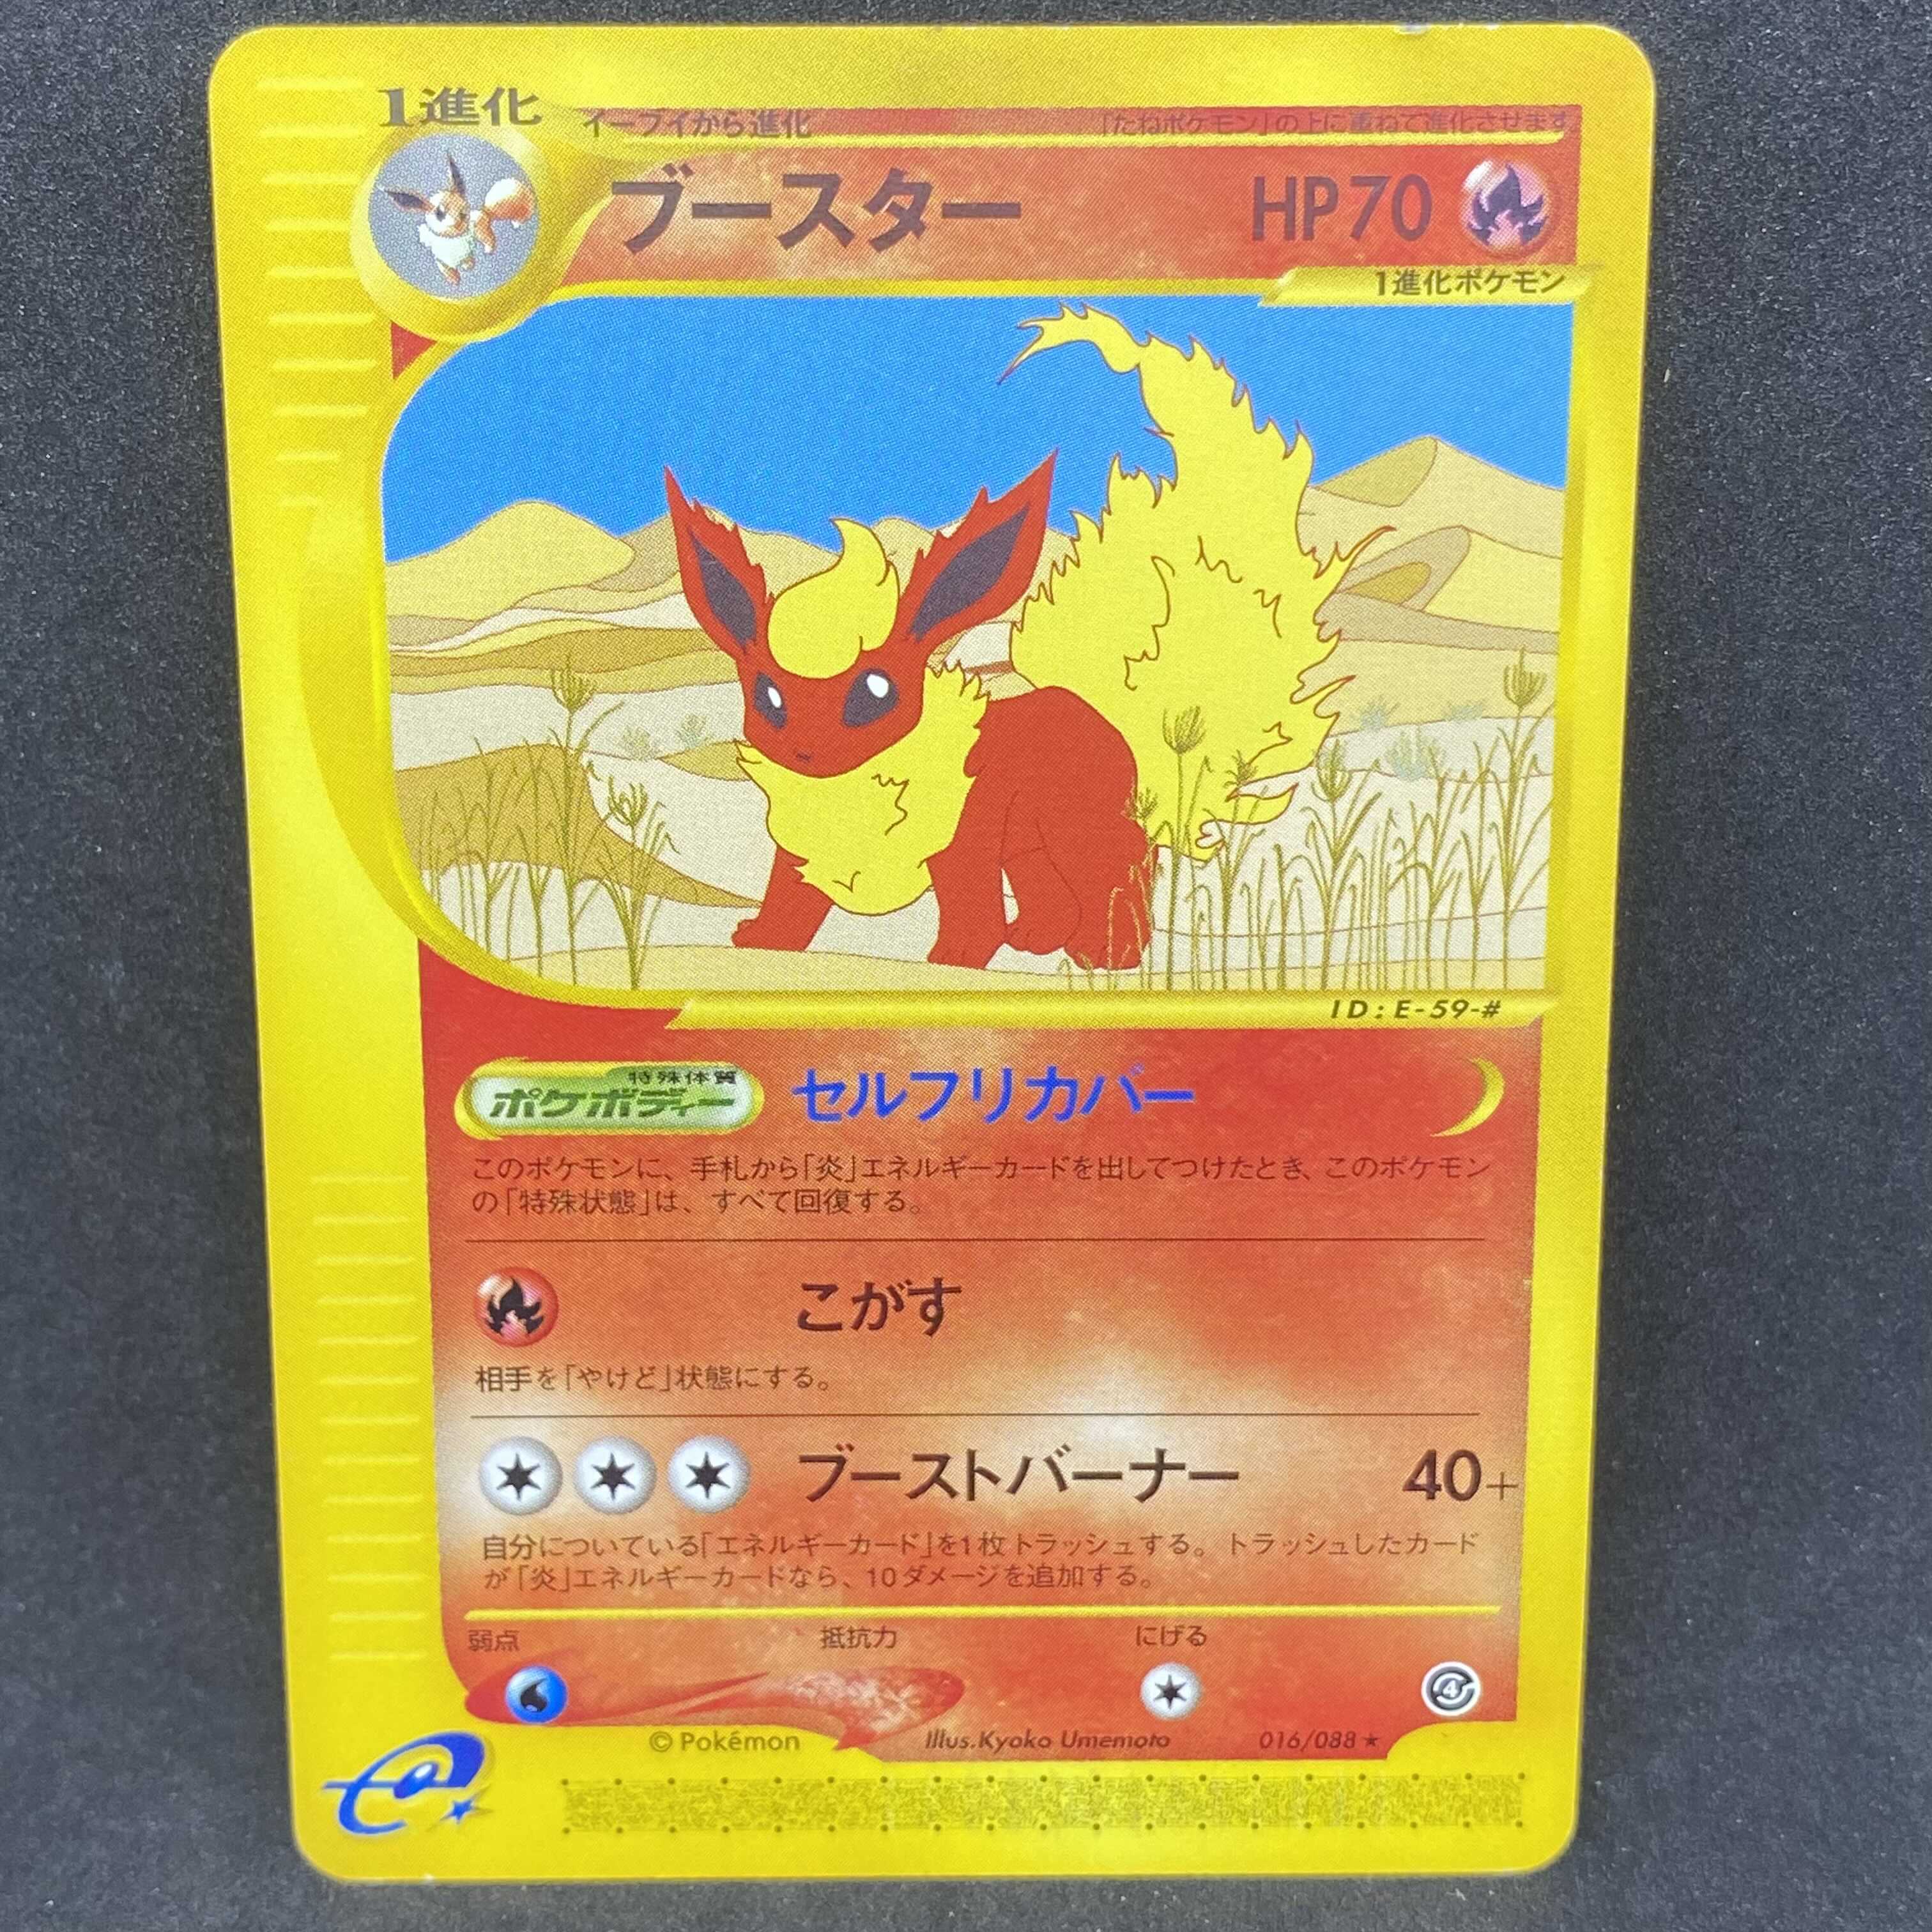 1進化
イーブイから進化
「たねポケモン」の上に重ねて進化させます
ブースター HP70
1進化ポケモン
ID:E-59-#
特殊体質
ポケボディー セルフリカバー
このポケモンに、手札から「炎」エネルギーカードを出してつけたとき、このポケモン
の「特殊状態」は、すべて回復する。
こがす
相手を「やけど」状態にする。
ブーストバーナー 40+
自分についている「エネルギーカード」を1枚トラッシュする。トラッシュしたカード
が「炎」エネルギーカードなら、10ダメージを追加する。
弱点 抵抗力 にげる
4
© Pokémon Illus.Kyoko Umemoto 016/088★
e